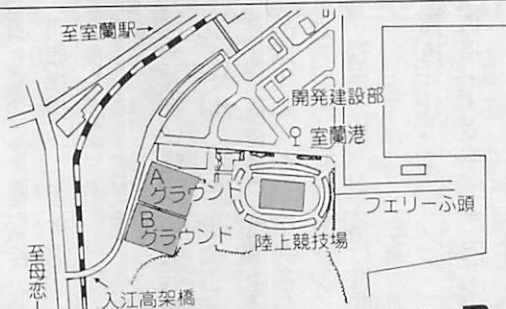 至室蘭駅→
開発建設部
室蘭港
A
グラウンド
B
グラウンド
陸上競技場
フェリーふ頭
至母恋
入江高架橋